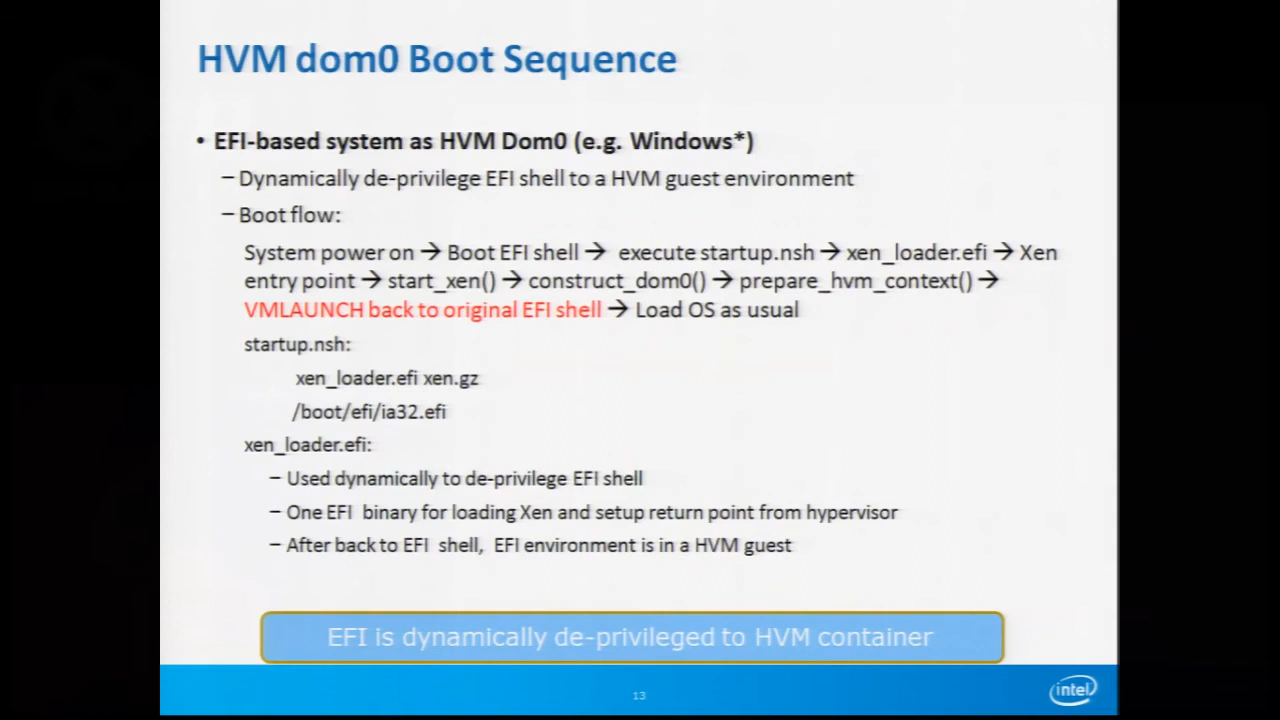 HVM dom0 Boot Sequence
• EFI-based system as HVM Dom0 (e.g. Windows*)
– Dynamically de-privilege EFI shell to a HVM guest environment
– Boot flow:
System power on → Boot EFI shell → execute startup.nsh → xen_loader.efi → Xen
entry point → start_xen() → construct_dom0() → prepare_hvm_context() →
VMLAUNCH back to original EFI shell → Load OS as usual
startup.nsh:
xen_loader.efi xen.gz
/boot/efi/ia32.efi
xen_loader.efi:
– Used dynamically to de-privilege EFI shell
– One EFI binary for loading Xen and setup return point from hypervisor
– After back to EFI shell, EFI environment is in a HVM guest
EFI is dynamically de-privileged to HVM container
13
intel